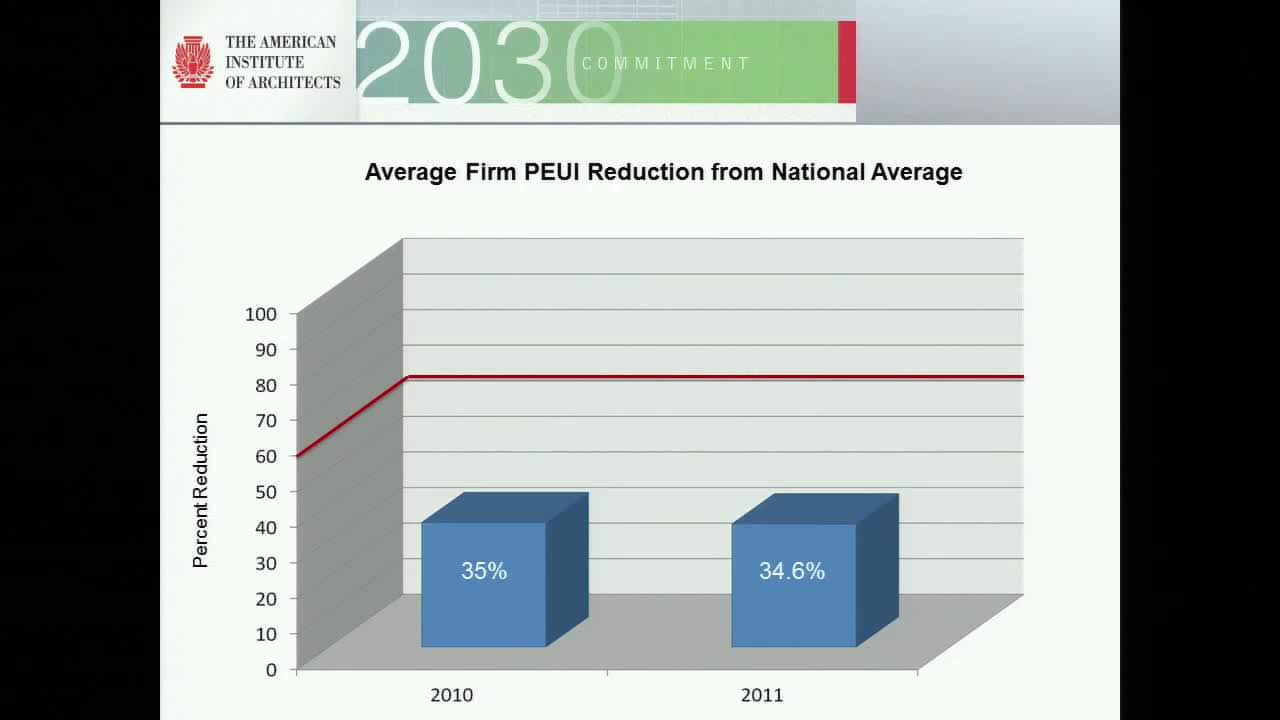 THE AMERICAN
INSTITUTE
OF ARCHITECTS
2030
COMMITMENT
Average Firm PEUI Reduction from National Average
100
90
80
70
60
50
40
30
20
10
0
Percent Reduction
35%
34.6%
2010
2011